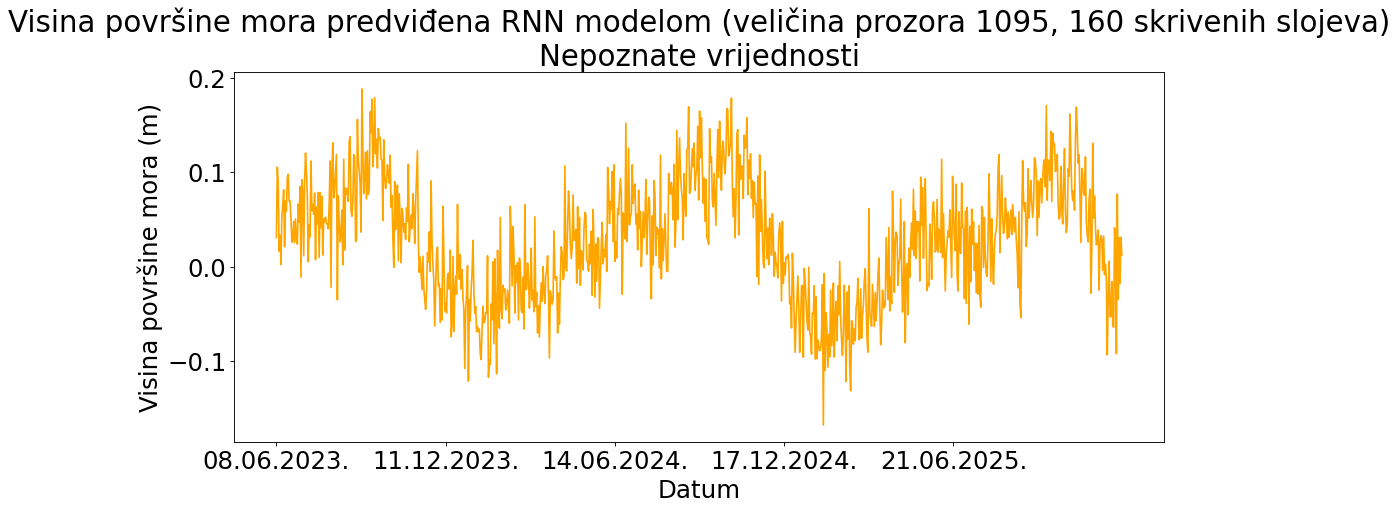 Visina površine mora predviđena RNN modelom (veličina prozora 1095, 160 skrivenih slojeva)
Nepoznate vrijednosti
Visina površine mora (m)
0.2
0.1
0.0
−0.1
08.06.2023. 11.12.2023. 14.06.2024. 17.12.2024. 21.06.2025.
Datum